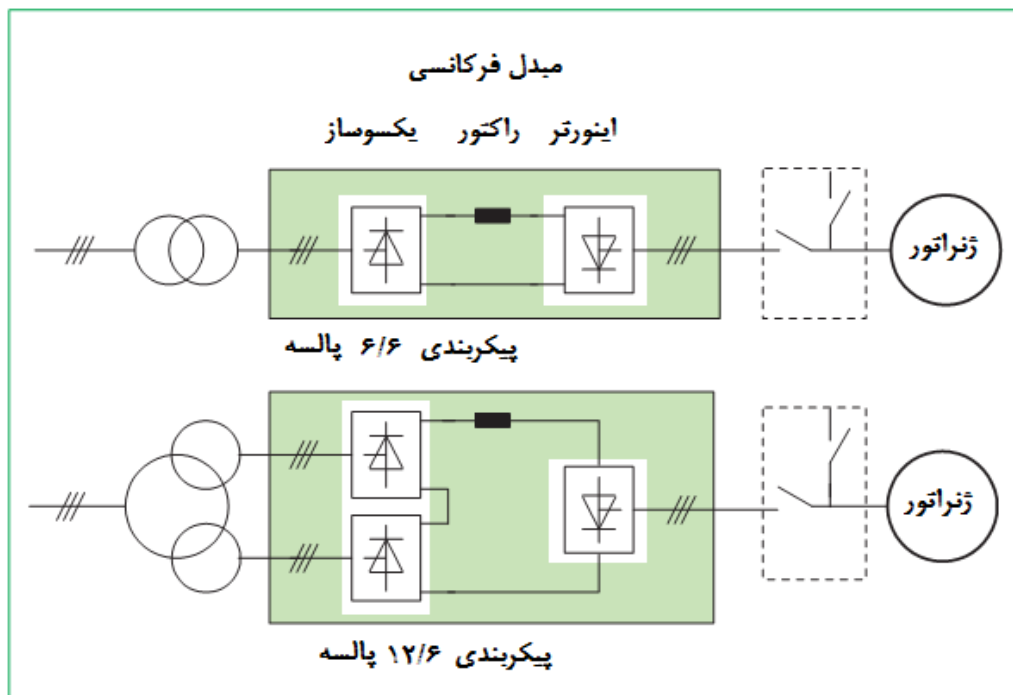 مبدل فرکانسی
یکسوساز راکتور اینورتر
ژنراتور
پیکربندی ۶/۶ پالسه
ژنراتور
پیکربندی ۱۲/۶ پالسه